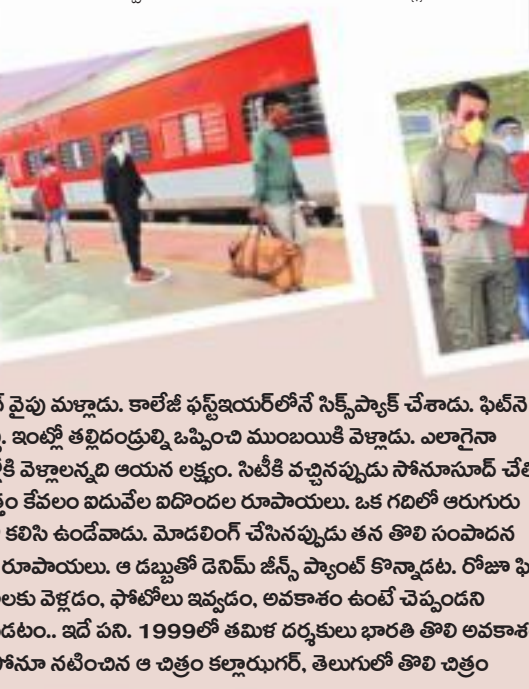 వైపు మళ్లాడు. కాలేజీ ఫస్ట్ఇయర్‌లోనే సిక్స్‌ప్యాక్ చేశాడు. ఫిట్‌నె
ఇంట్లో తల్లిదండ్రుల్ని ఒప్పించి ముంబయికి వెళ్లాడు. ఎలాగైనా
కి వెళ్లాలన్నది ఆయన లక్ష్యం. సిటీకి వచ్చినప్పుడు సోనూసూద్ చేతి
త్తం కేవలం ఐదువేల ఐదొందల రూపాయలు. ఒక గదిలో ఆరుగురు
కలిసి ఉండేవాడు. మోడలింగ్ చేసినప్పుడు తన తొలి సంపాదన
రూపాయలు. ఆ డబ్బుతో డెనిమ్ జీన్స్ ప్యాంట్ కొన్నాడట. రోజూ ఫి
లకు వెళ్లడం, ఫోటోలు ఇవ్వడం, అవకాశం ఉంటే చెప్పండని
డటం.. ఇదే పని. 1999లో తమిళ దర్శకులు భారతి తొలి అవకాశ
సోనూ నటించిన ఆ చిత్రం కల్లాఝగర్, తెలుగులో తొలి చిత్రం